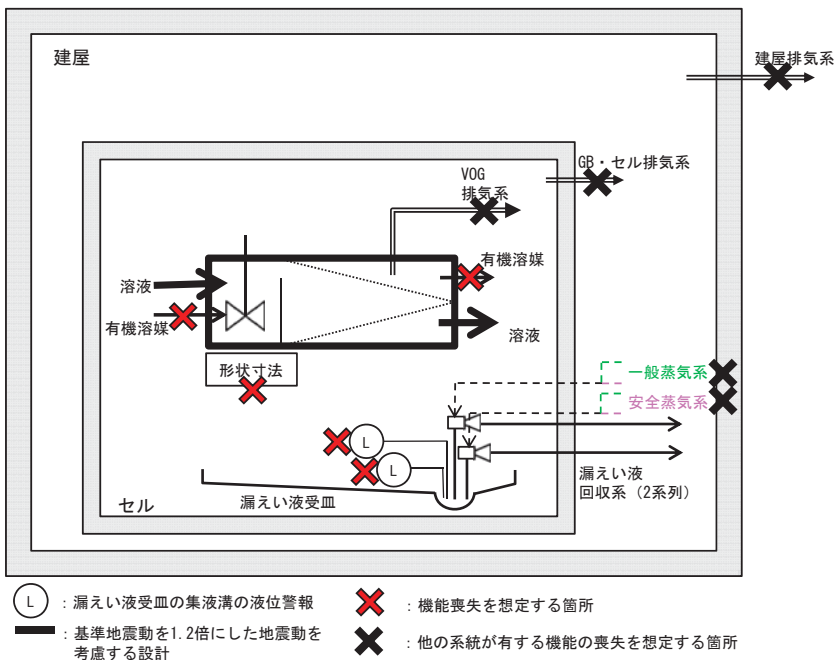 建屋
建屋排気系
GB・セル排気系
VOG
排気系
溶液
有機溶媒
有機溶媒
溶液
形状寸法
一般蒸気系
安全蒸気系
L
L
漏えい液受皿
漏えい液
回収系（2系列）
セル
L
：漏えい液受皿の集液溝の液位警報
：機能喪失を想定する箇所
：基準地震動を1.2倍にした地震動を
考慮する設計
：他の系統が有する機能の喪失を想定する箇所